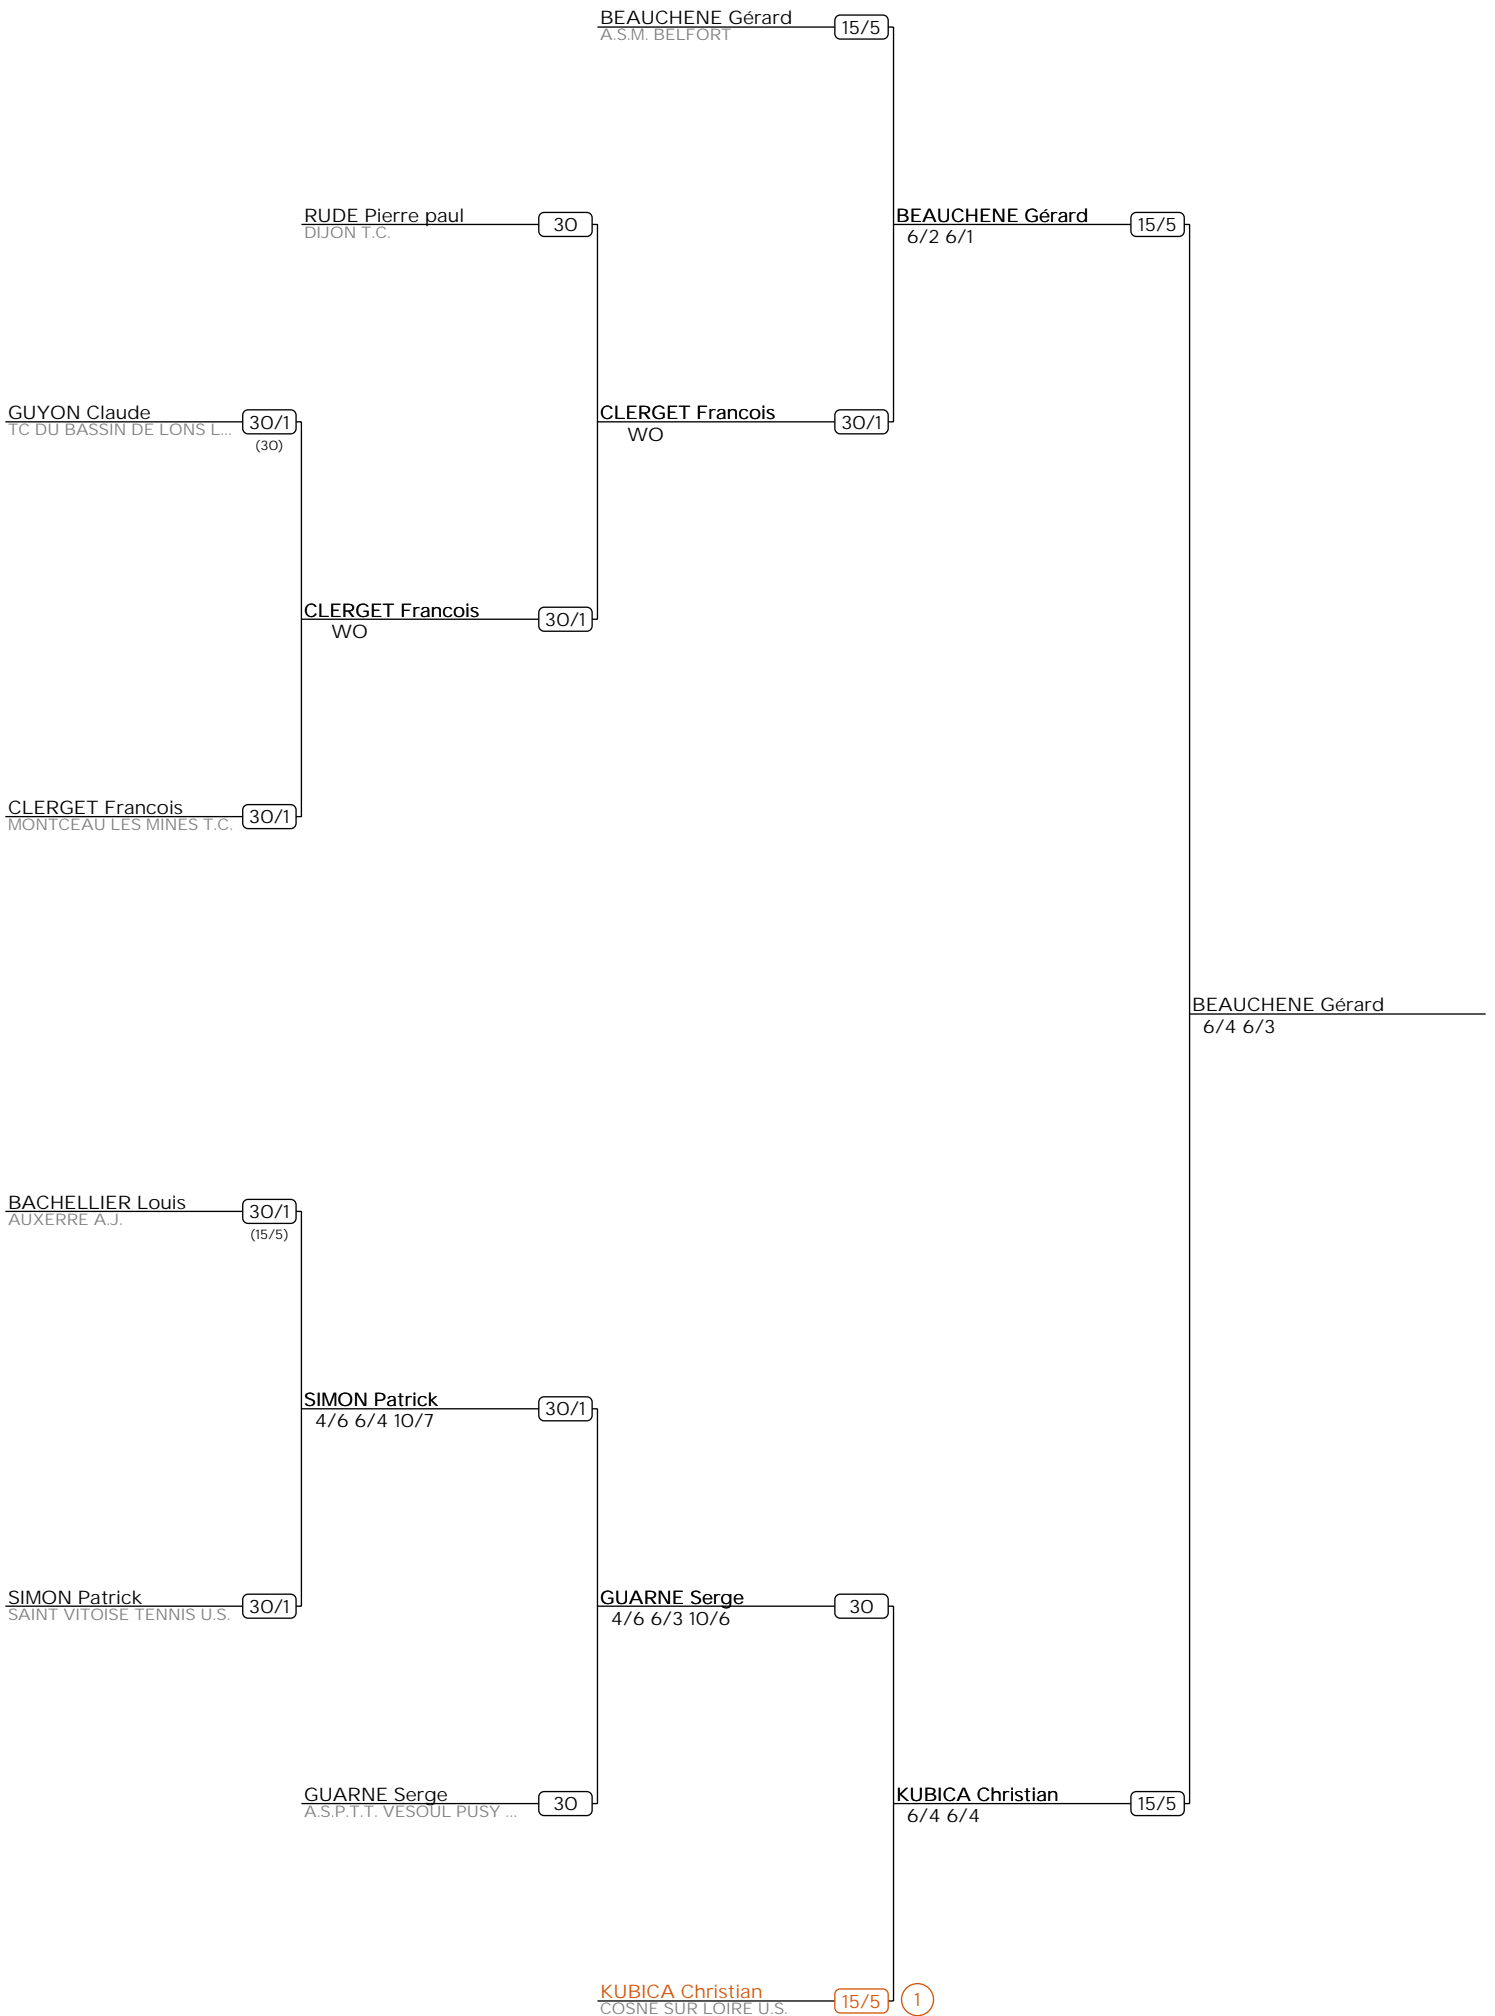 BEAUCHENE Gérard
15/5
A.S.M. BELFORT
RUDE Pierre paul
30
DIJON T.C.
BEAUCHENE Gérard
15/5
6/2 6/1
GUYON Claude
30/1
TC DU BASSIN DE LONS L...
(30)
CLERGET Francois
30/1
WO
CLERGET Francois
30/1
WO
CLERGET Francois
30/1
MONTCEAU LES MINES T.C.
BEAUCHENE Gérard
6/4 6/3
BACHELLIER Louis
30/1
AUXERRE A.J.
(15/5)
SIMON Patrick
30/1
4/6 6/4 10/7
SIMON Patrick
30/1
SAINT VITOISE TENNIS U.S.
GUARNE Serge
30
4/6 6/3 10/6
GUARNE Serge
30
A.S.P.T.T. VESOUL PUSY ...
KUBICA Christian
15/5
6/4 6/4
KUBICA Christian
15/5
1
COSNE SUR LOIRE U.S.